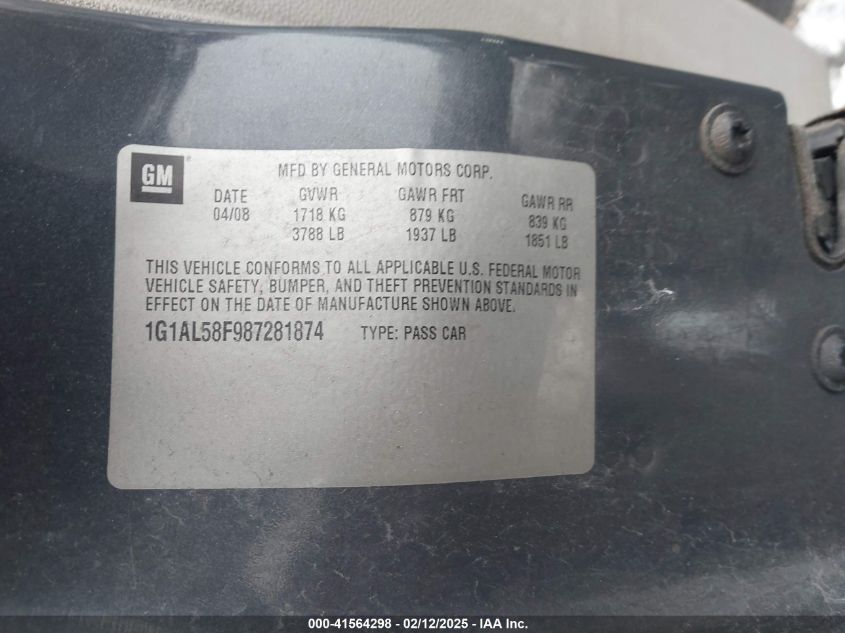 GM
MFD BY GENERAL MOTORS CORP.
DATE GVWR GAWR FRT GAWR RR
04/08 1718 KG 879 KG 839 KG
3788 LB 1937 LB 1851 LB
THIS VEHICLE CONFORMS TO ALL APPLICABLE U.S. FEDERAL MOTOR
VEHICLE SAFETY, BUMPER, AND THEFT PREVENTION STANDARDS IN
EFFECT ON THE DATE OF MANUFACTURE SHOWN ABOVE.
1G1AL58F987281874 TYPE: PASS CAR
000-41564298 - 02/12/2025 - IAA Inc.